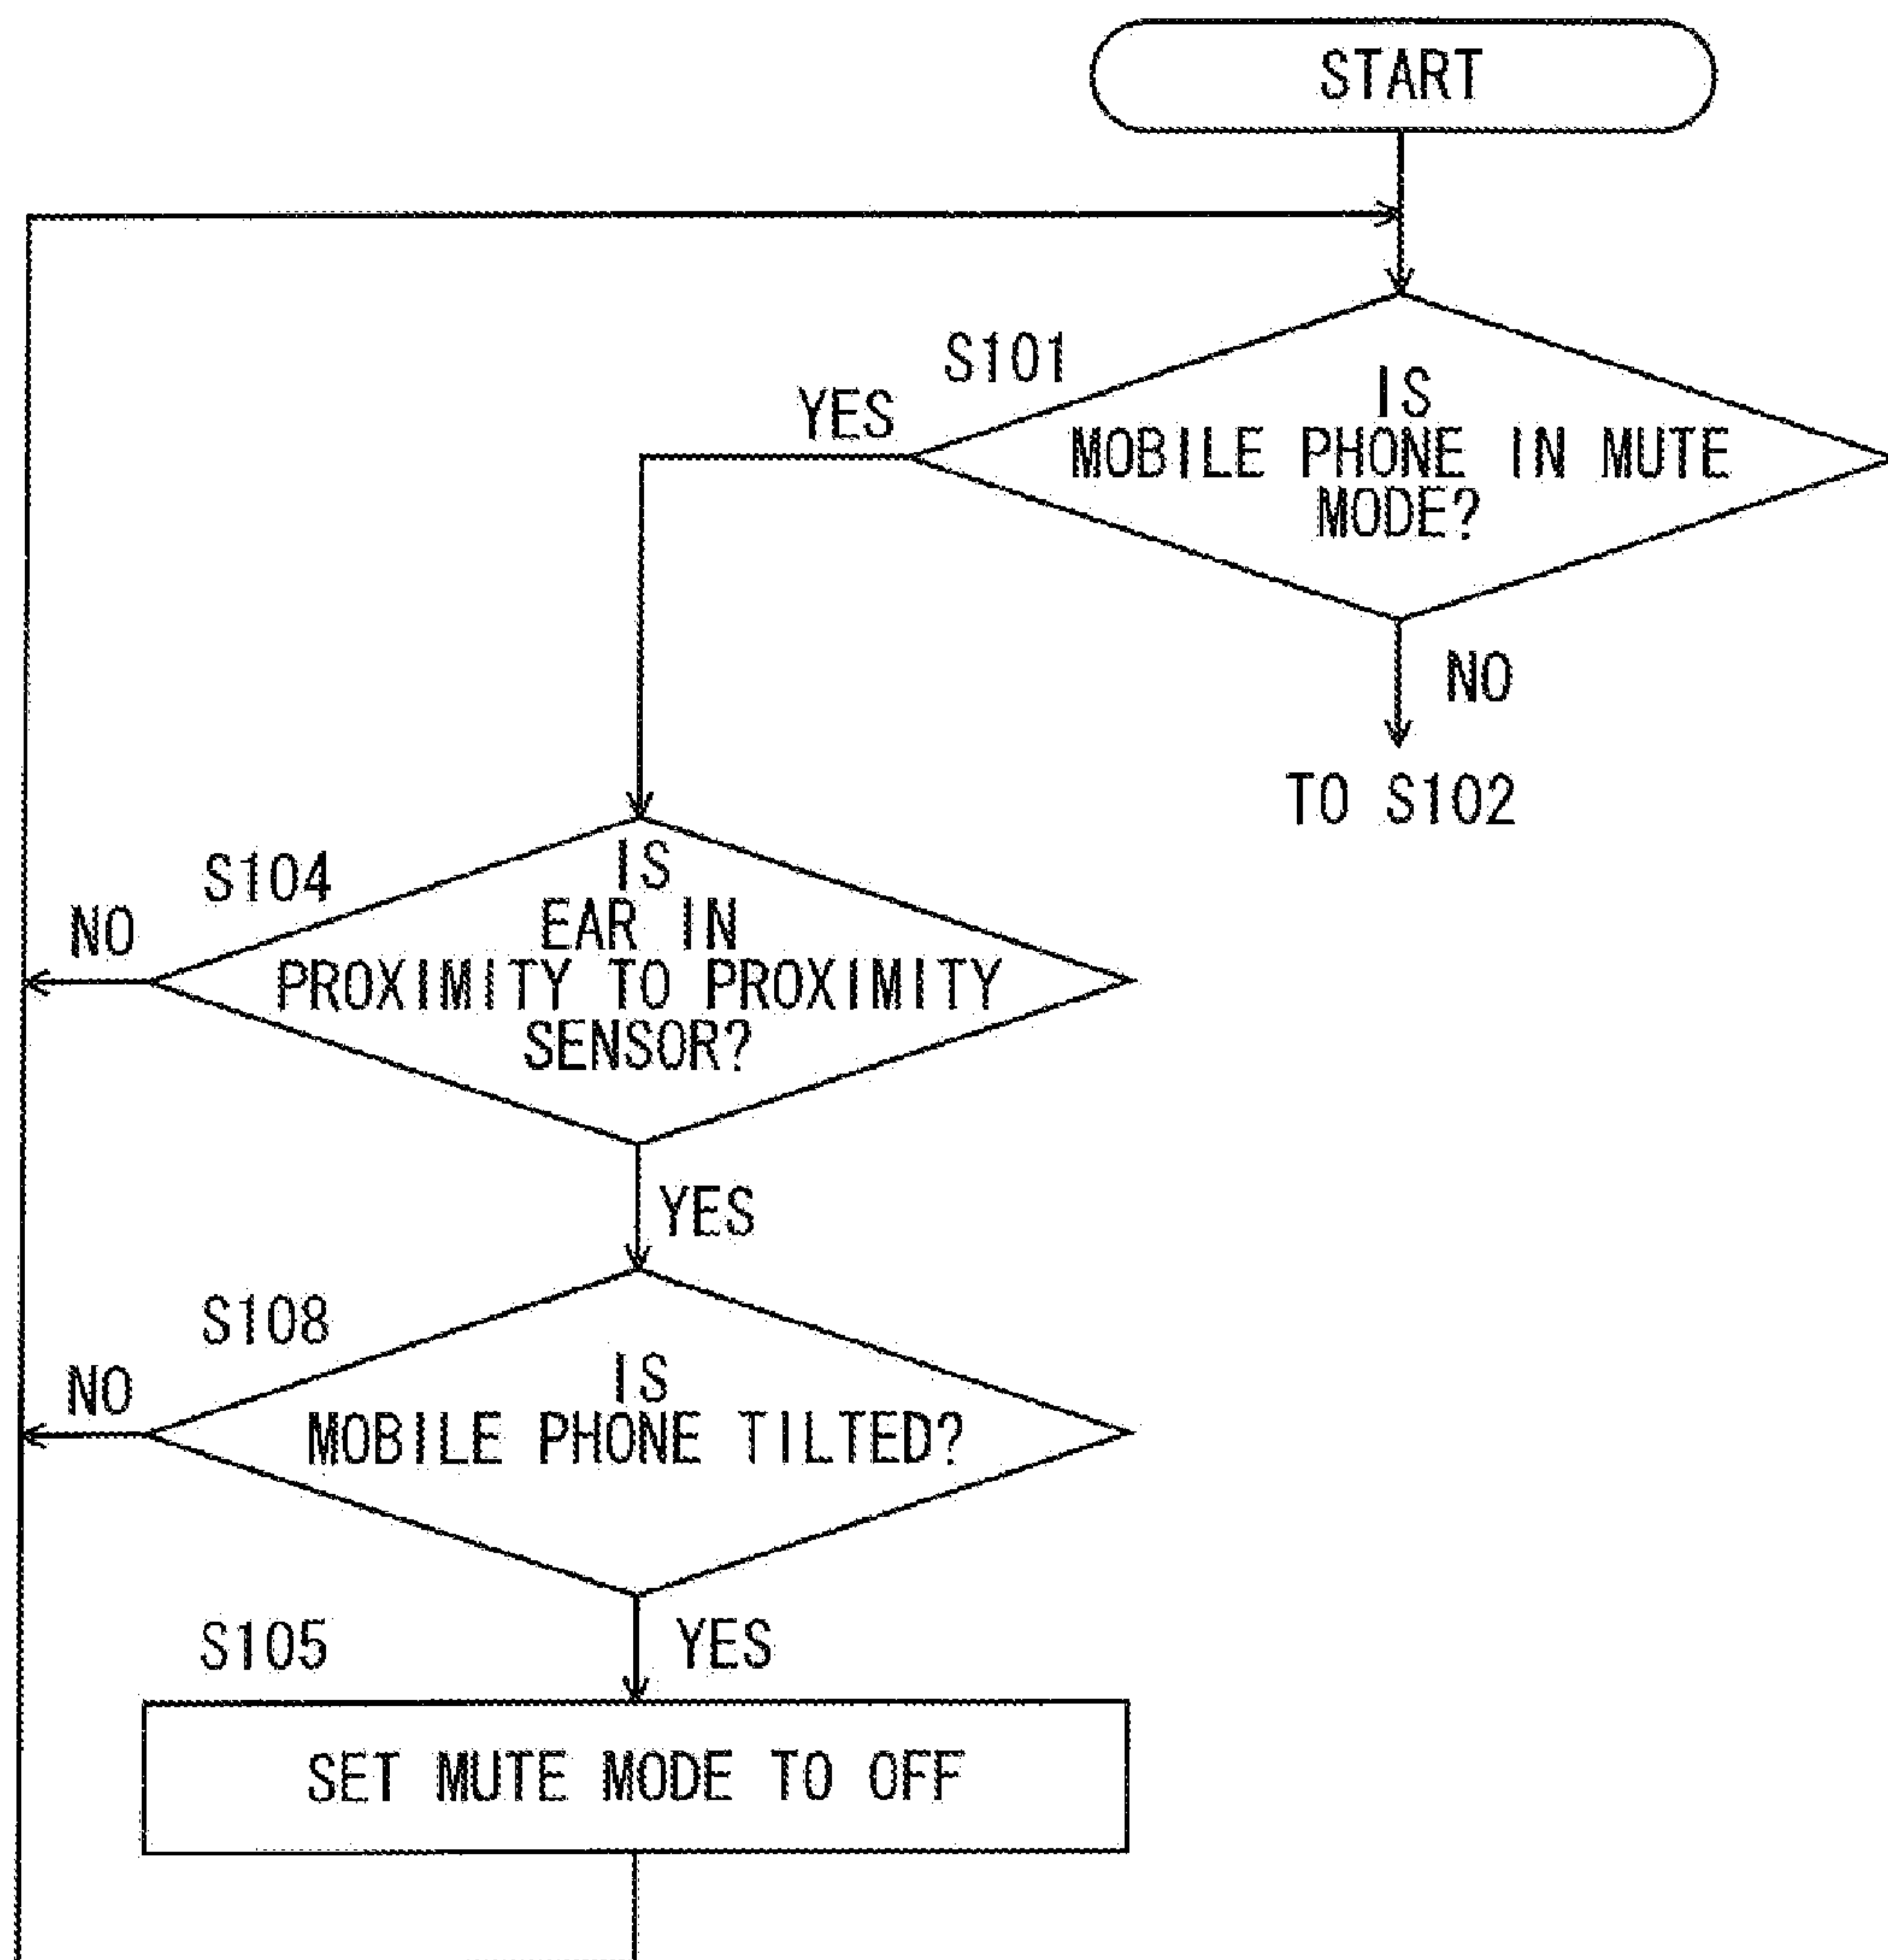 START
S101
YES
IS
MOBILE PHONE IN MUTE
MODE?
NO
TO S102
S104
NO
IS
EAR IN
PROXIMITY TO PROXIMITY
SENSOR?
YES
S108
NO
IS
MOBILE PHONE TILTED?
S105
YES
SET MUTE MODE TO OFF